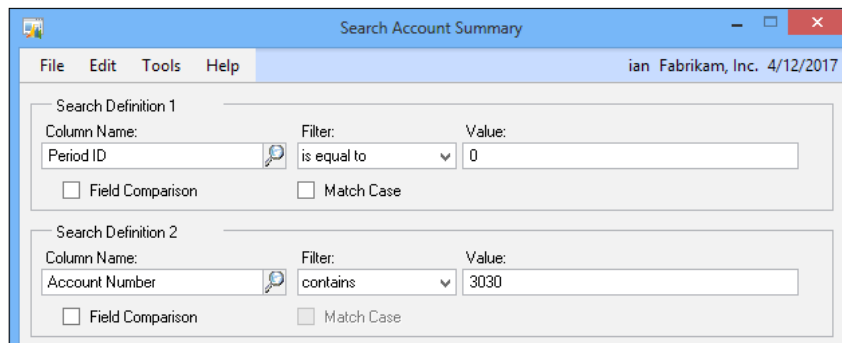 Search Account Summary
File Edit Tools Help ian Fabrikam, Inc. 4/12/2017
Search Definition 1
Column Name: Filter: Value:
Period ID is equal to 0
Field Comparison Match Case
Search Definition 2
Column Name: Filter: Value:
Account Number contains 3030
Field Comparison Match Case